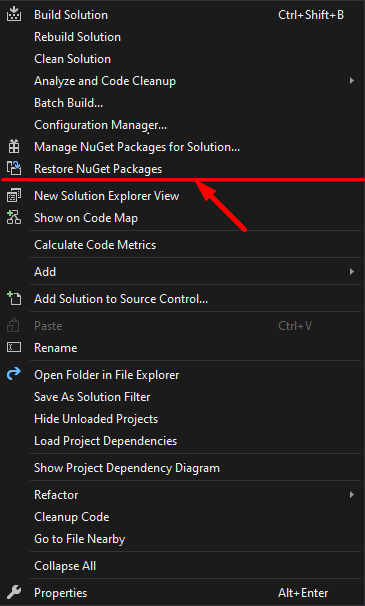 Build Solution Ctrl+Shift+B
Rebuild Solution
Clean Solution
Analyze and Code Cleanup
Batch Build...
Configuration Manager...
Manage NuGet Packages for Solution...
Restore NuGet Packages
New Solution Explorer View
Show on Code Map
Calculate Code Metrics
Add
Add Solution to Source Control...
Paste Ctrl+V
Rename
Open Folder in File Explorer
Save As Solution Filter
Hide Unloaded Projects
Load Project Dependencies
Show Project Dependency Diagram
Refactor
Cleanup Code
Go to File Nearby
Collapse All
Properties Alt+Enter